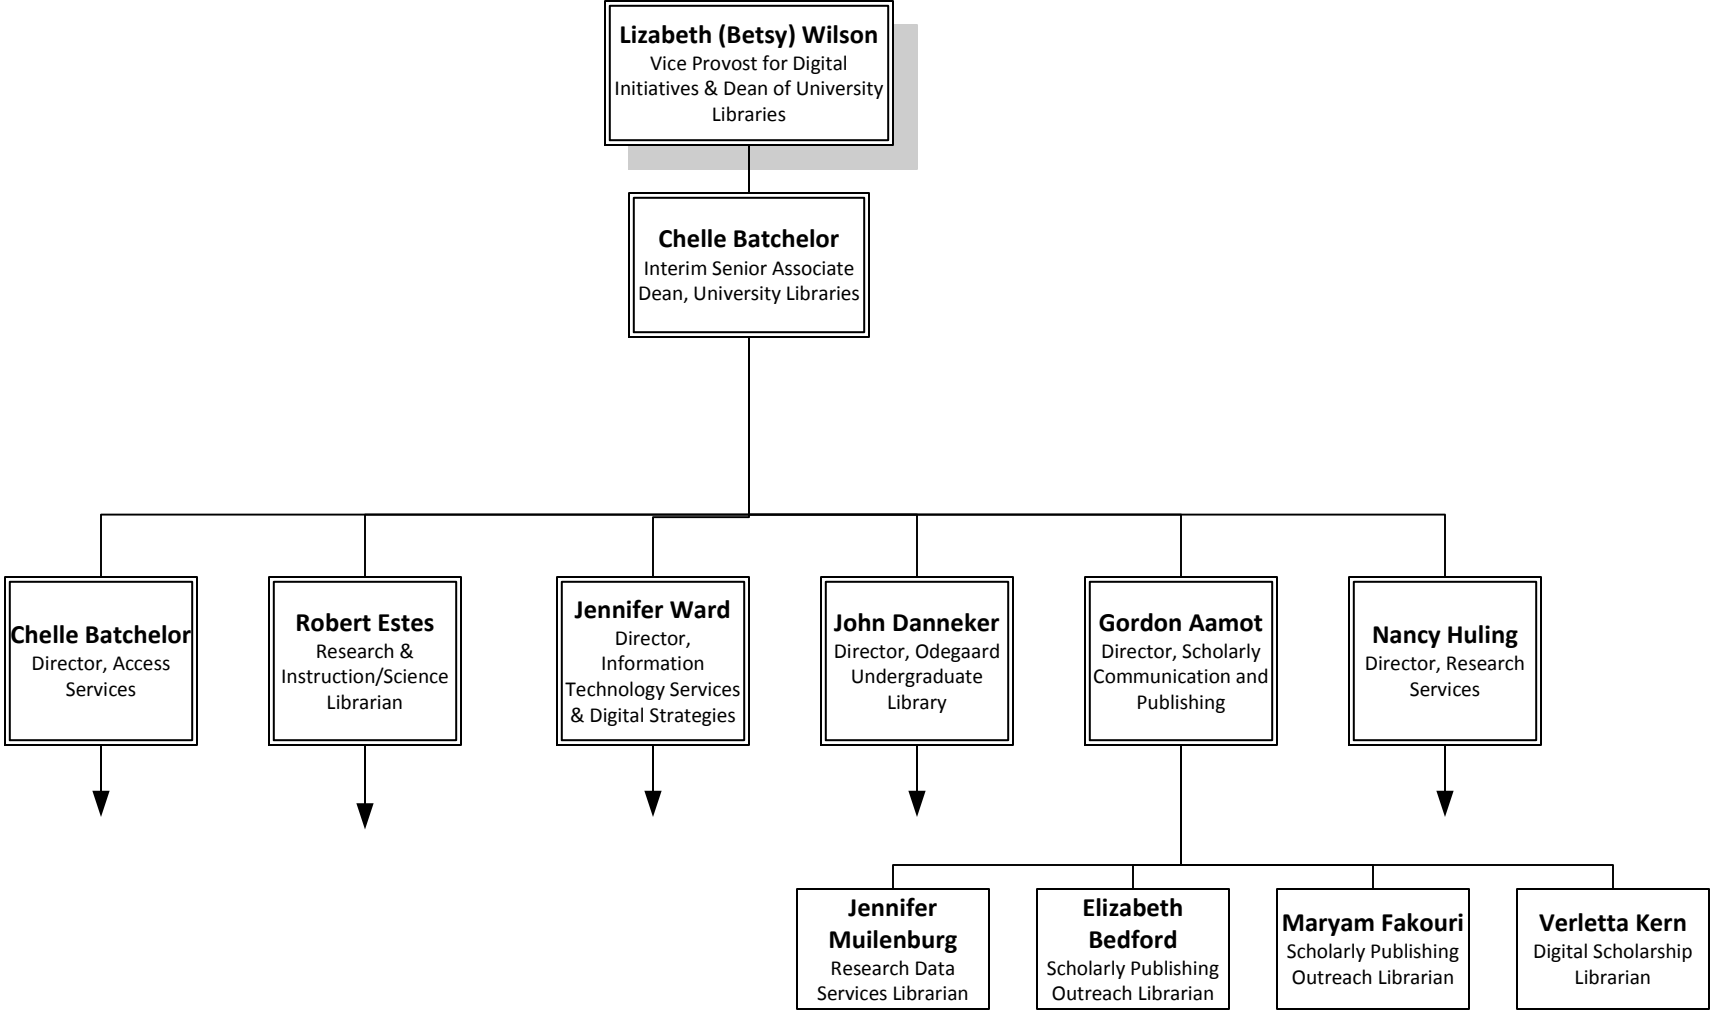 Lizabeth (Betsy) Wilson
Vice Provost for Digital
Initiatives & Dean of University
Libraries
Chelle Batchelor
Interim Senior Associate
Dean, University Libraries
Chelle Batchelor
Director, Access
Services
Robert Estes
Research &
Instruction/Science
Librarian
Jennifer Ward
Director,
Information
Technology Services
& Digital Strategies
John Danneker
Director, Odegaard
Undergraduate
Library
Gordon Aamot
Director, Scholarly
Communication and
Publishing
Nancy Huling
Director, Research
Services
Jennifer
Muilenburg
Research Data
Services Librarian
Elizabeth
Bedford
Scholarly Publishing
Outreach Librarian
Maryam Fakouri
Scholarly Publishing
Outreach Librarian
Verletta Kern
Digital Scholarship
Librarian